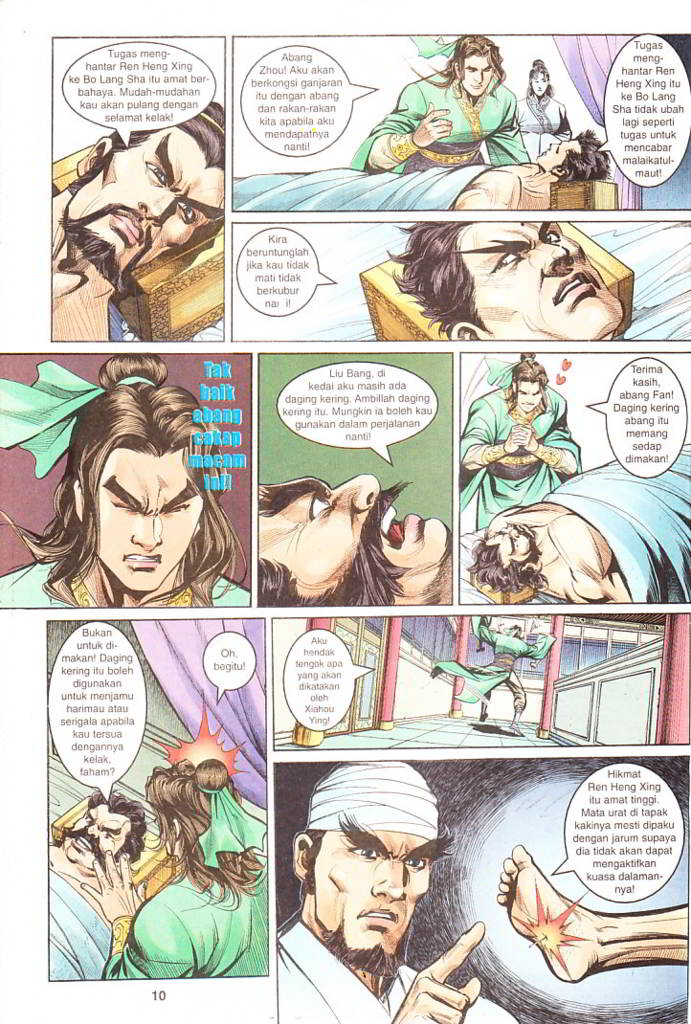 Tugas meng-
hantar Ren Heng Xing
ke Bo Lang Sha itu amat ber-
bahaya. Mudah-mudahan
kau akan pulang dengan
selamat kelak!
Abang
Zhou! Aku akan
berkongsi ganjaran
itu dengan abang
dan rakan-rakan
kita apabila aku
mendapatnya
nanti!
Tugas
meng-
hantar Ren
Heng Xing itu
ke Bo Lang
Sha tidak ubah
lagi seperti
tugas untuk
mencabar
malaikatul-
maut!
Kira
beruntunglah
jika kau tidak
mati tidak
berkubur
Tak
baik
abang
cakap
macam
ini!
Liu Bang, di
kedai aku masih ada
daging kering. Ambillah daging
kering itu. Mungkin ia boleh kau
gunakan dalam perjalanan
nanti!
Terima
kasih,
abang Fan!
Daging kering
abang itu
memang
sedap
dimakan!
Bukan
untuk di-
makan! Daging
kering itu boleh
digunakan
untuk menjamu
harimau atau
serigala apabila
kau tersua
dengannya
kelak,
faham?
Oh,
begitu!
Aku
hendak
tengok apa
yang akan
dikatakan
oleh
Xiahou
Ying!
Hikmat
Ren Heng Xing
itu amat tinggi.
Mata urat di tapak
kakinya mesti dipaku
dengan jarum supaya
dia tidak akan dapat
mengaktifkan
kuasa dalaman-
nya!
10